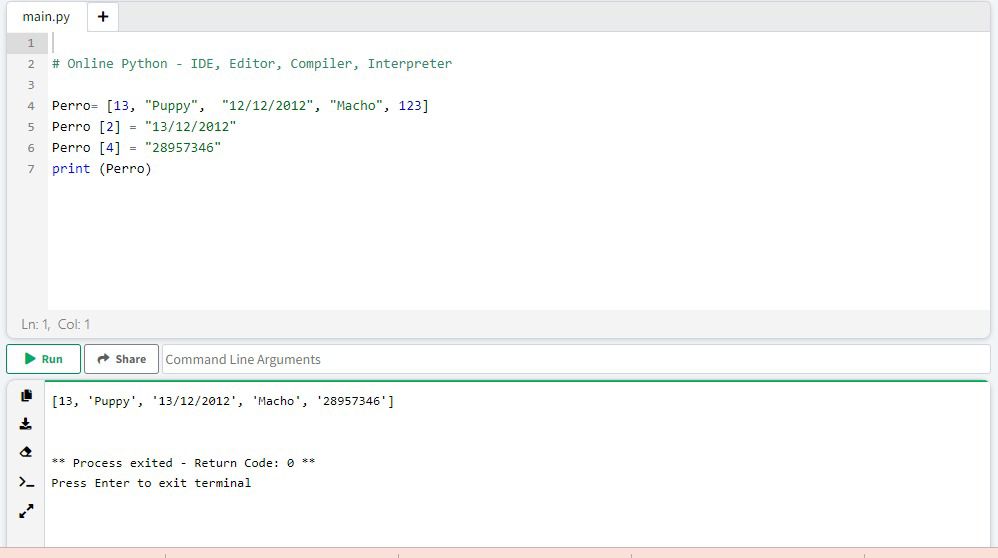 main.py +
1
2 # Online Python - IDE, Editor, Compiler, Interpreter
3
4 Perro= [13, "Puppy",  "12/12/2012", "Macho", 123]
5 Perro [2] = "13/12/2012"
6 Perro [4] = "28957346"
7 print (Perro)
Ln: 1, Col: 1
Run Share Command Line Arguments
[13, 'Puppy', '13/12/2012', 'Macho', '28957346']
** Process exited - Return Code: 0 **
Press Enter to exit terminal